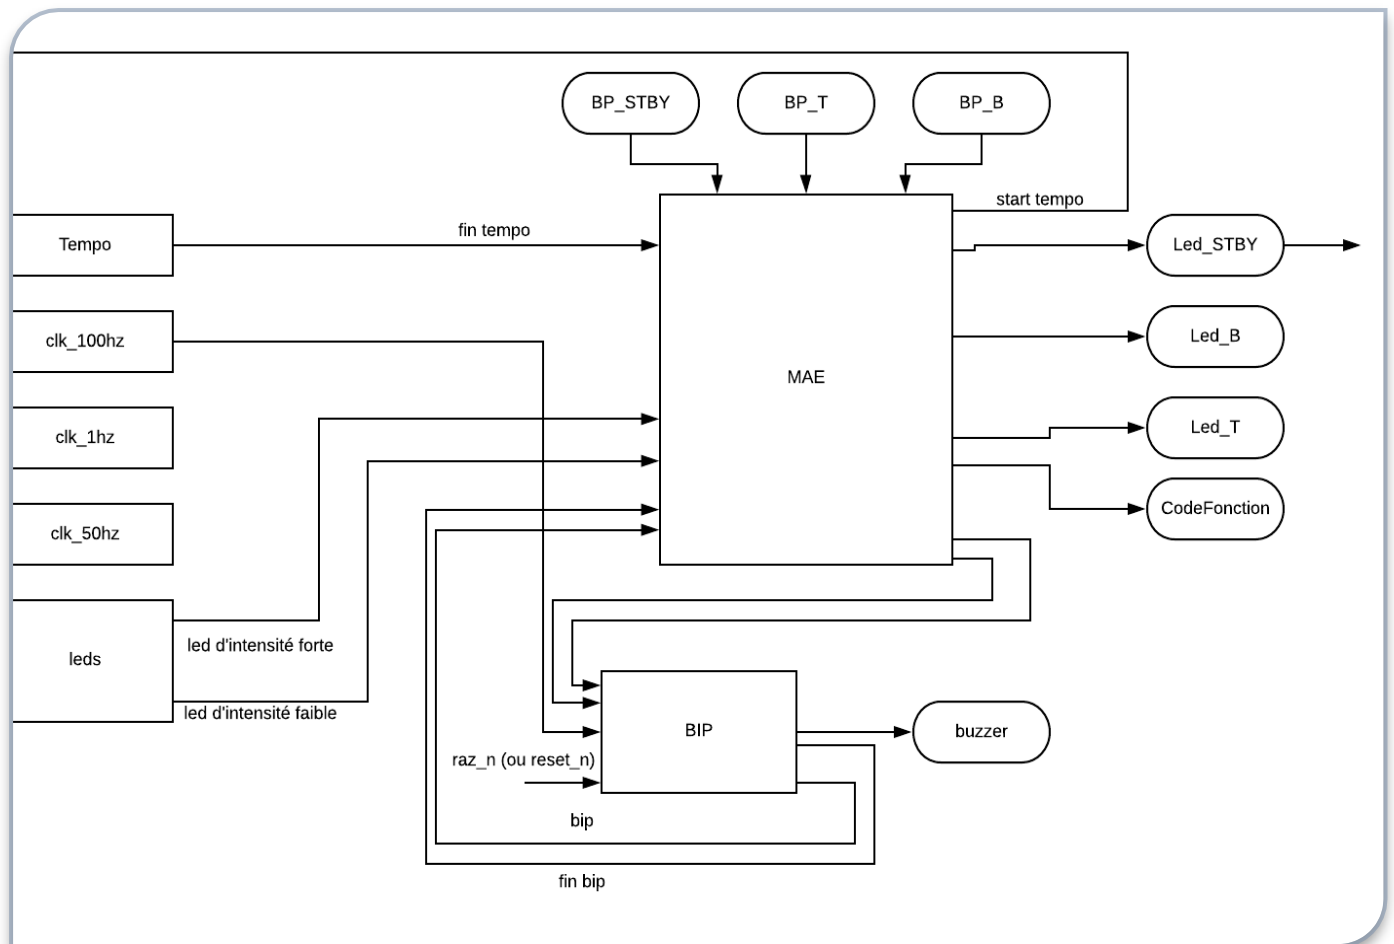 BP_STBY
BP_T
BP_B
start tempo
fin tempo
Tempo
Led_STBY
clk_100hz
Led_B
MAE
clk_1hz
Led_T
CodeFonction
clk_50hz
led d'intensité forte
leds
led d'intensité faible
BIP
buzzer
raz_n (ou reset_n)
bip
fin bip